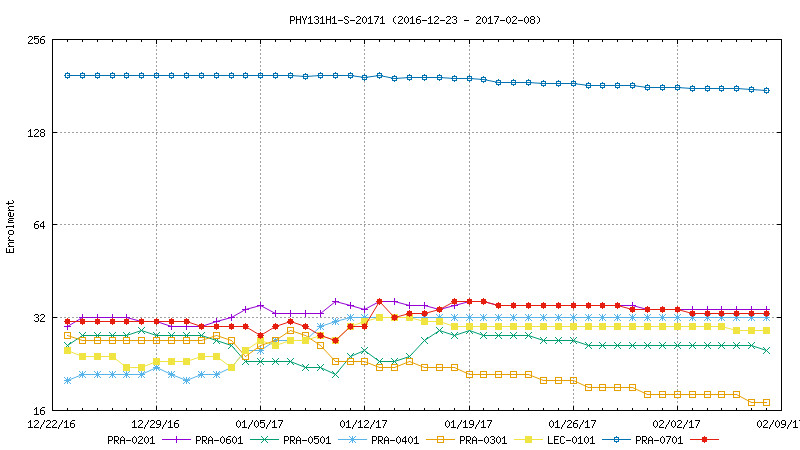 PHY131H1-S-20171 (2016-12-23 - 2017-02-08)
256
128
64
32
16
Enrolment
12/22/16 12/29/16 01/05/17 01/12/17 01/19/17 01/26/17 02/02/17 02/09/17
PRA-0201 PRA-0601 PRA-0501 PRA-0401 PRA-0301 LEC-0101 PRA-0701